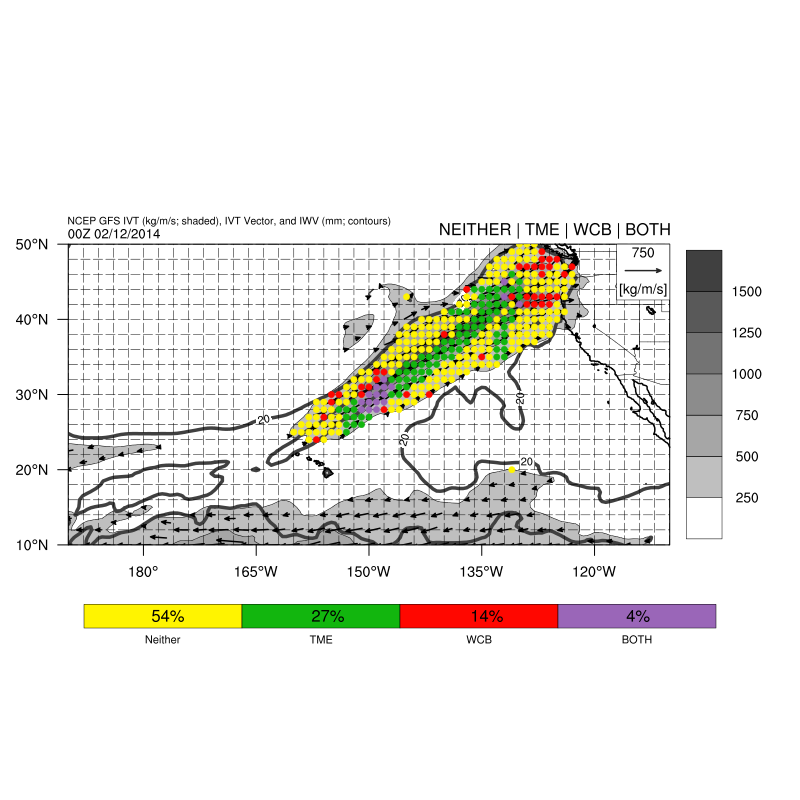 NCEP GFS IVT (kg/m/s; shaded), IVT Vector, and IWV (mm; contours)
00Z 02/12/2014
NEITHER | TME | WCB | BOTH
750
[kg/m/s]
50°N
40°N
30°N
20°N
10°N
20
20
20
20
180°
165°W
150°W
135°W
120°W
1500
1250
1000
750
500
250
54%
27%
14%
4%
Neither
TME
WCB
BOTH